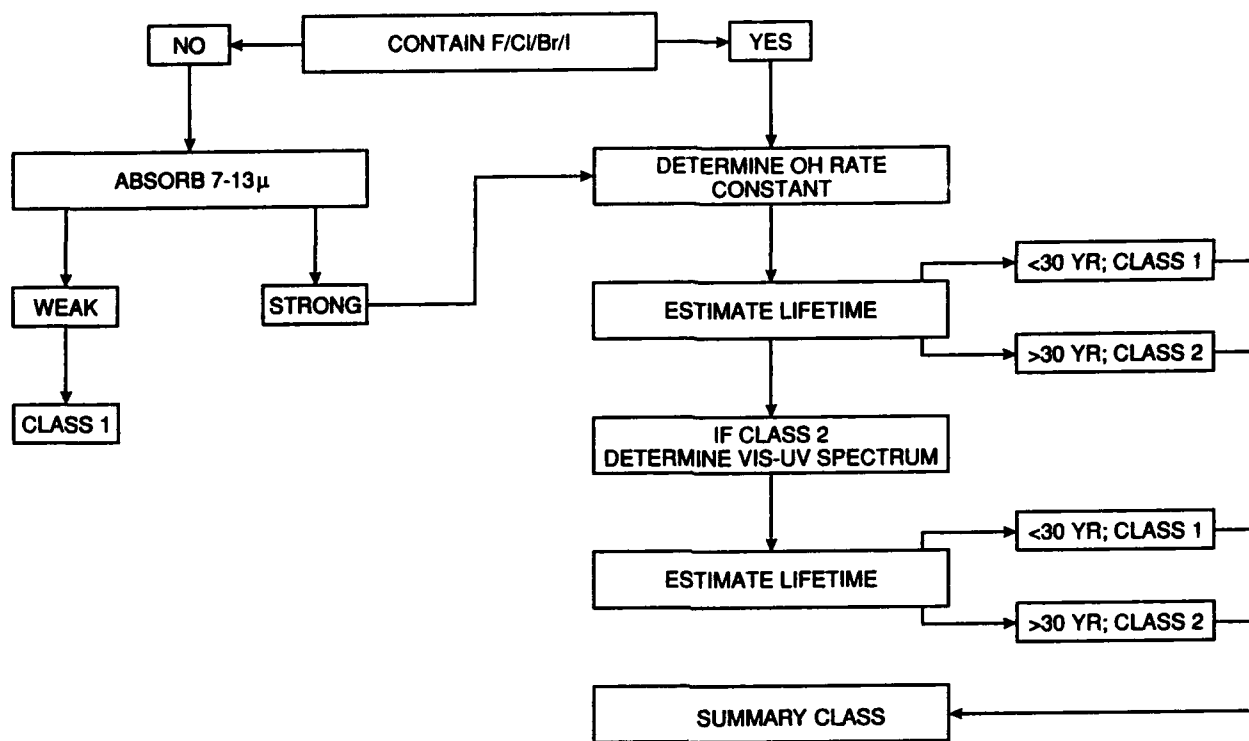 NO
CONTAIN F/Cl/Br/I
YES
ABSORB 7-13μ
DETERMINE OH RATE
CONSTANT
WEAK
STRONG
ESTIMATE LIFETIME
<30 YR; CLASS 1
>30 YR; CLASS 2
CLASS 1
IF CLASS 2
DETERMINE VIS-UV SPECTRUM
ESTIMATE LIFETIME
<30 YR; CLASS 1
>30 YR; CLASS 2
SUMMARY CLASS